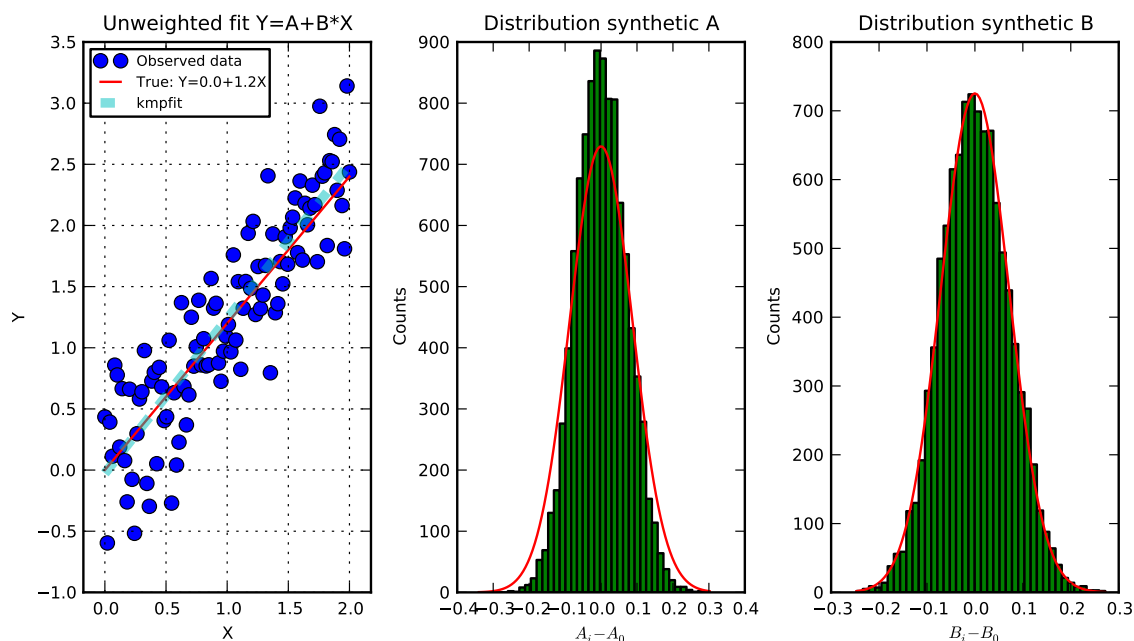 Unweighted fit Y=A+B*X
Observed data
True: Y=0.0+1.2X
kmpfit
3.5
3.0
2.5
2.0
1.5
1.0
0.5
0.0
−0.5
−1.0
Y
0.0 0.5 1.0 1.5 2.0
X
Distribution synthetic A
900
800
700
600
500
400
300
200
100
0
Counts
−0.4 −0.3 −0.2 −0.1 0.0 0.1 0.2 0.3 0.4
A_i − A_0
Distribution synthetic B
800
700
600
500
400
300
200
100
0
Counts
−0.3 −0.2 −0.1 0.0 0.1 0.2 0.3
B_i − B_0